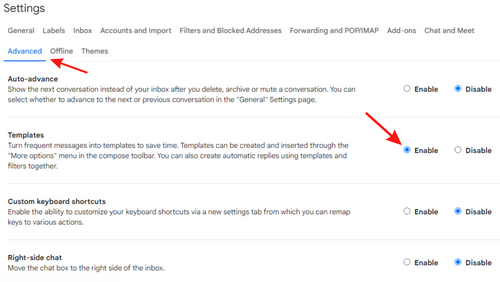 Settings
General Labels Inbox Accounts and Import Filters and Blocked Addresses Forwarding and POP/IMAP Add-ons Chat and Meet
Advanced Offline Themes
Auto-advance
Show the next conversation instead of your inbox after you delete, archive or mute a conversation. You can
select whether to advance to the next or previous conversation in the "General" Settings page.
Enable Disable
Templates
Turn frequent messages into templates to save time. Templates can be created and inserted through the
"More options" menu in the compose toolbar. You can also create automatic replies using templates and
filters together.
Enable Disable
Custom keyboard shortcuts
Enable the ability to customize your keyboard shortcuts via a new settings tab from which you can remap
keys to various actions.
Enable Disable
Right-side chat
Move the chat box to the right side of the inbox.
Enable Disable